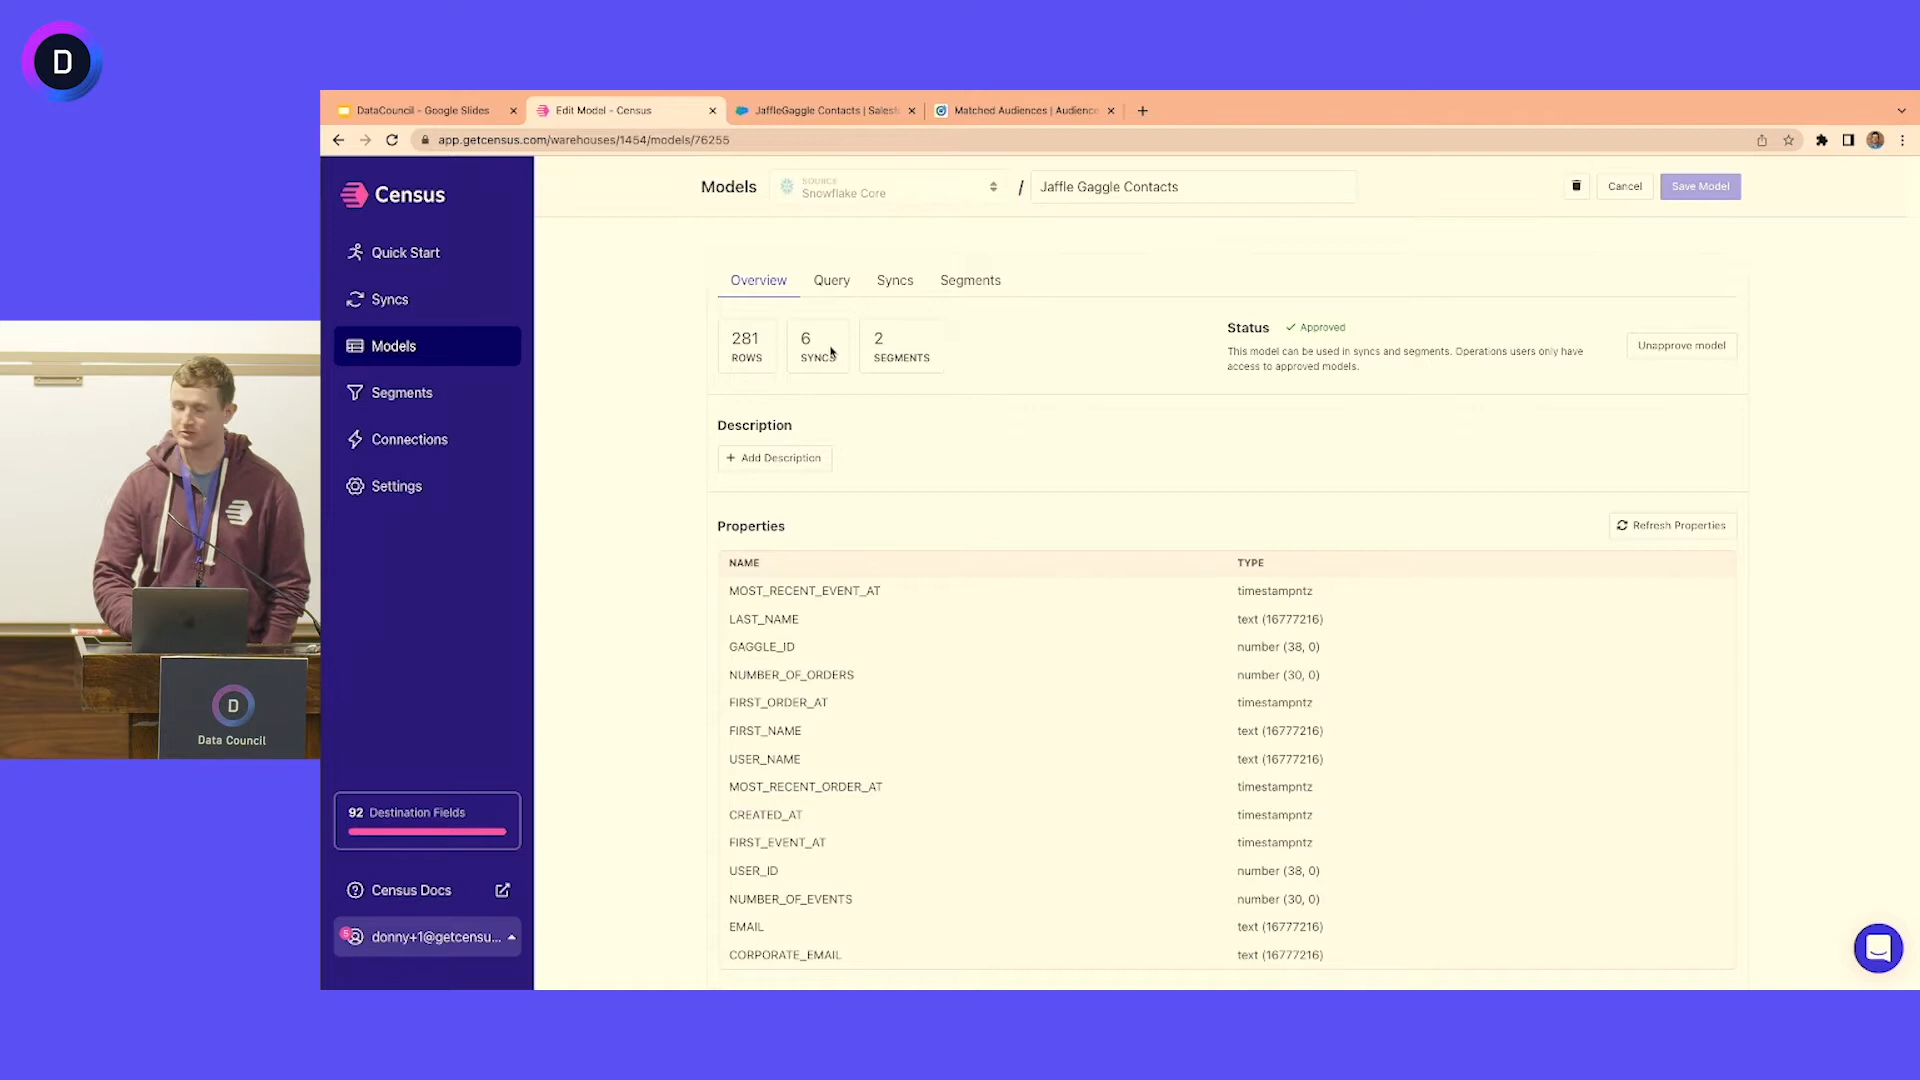 D
DataCouncil - Google Slides
Edit Model - Census
JaffleGaggle Contacts | Salesf
Matched Audiences | Audience
app.getcensus.com/warehouses/1454/models/76255
Census
Models
SOURCE
Snowflake Core
/
Jaffle Gaggle Contacts
Cancel
Save Model
Quick Start
Syncs
Models
Segments
Connections
Settings
Overview
Query
Syncs
Segments
281
ROWS
6
SYNCS
2
SEGMENTS
Status
Approved
This model can be used in syncs and segments. Operations users only have
access to approved models.
Unapprove model
Description
+ Add Description
Properties
Refresh Properties
NAME TYPE
MOST_RECENT_EVENT_AT timestampntz
LAST_NAME text (16777216)
GAGGLE_ID number (38, 0)
NUMBER_OF_ORDERS number (30, 0)
FIRST_ORDER_AT timestampntz
FIRST_NAME text (16777216)
USER_NAME text (16777216)
MOST_RECENT_ORDER_AT timestampntz
CREATED_AT timestampntz
FIRST_EVENT_AT timestampntz
USER_ID number (38, 0)
NUMBER_OF_EVENTS number (30, 0)
EMAIL text (16777216)
CORPORATE_EMAIL text (16777216)
92 Destination Fields
Census Docs
5
donny+1@getcensu...
D
Data Council